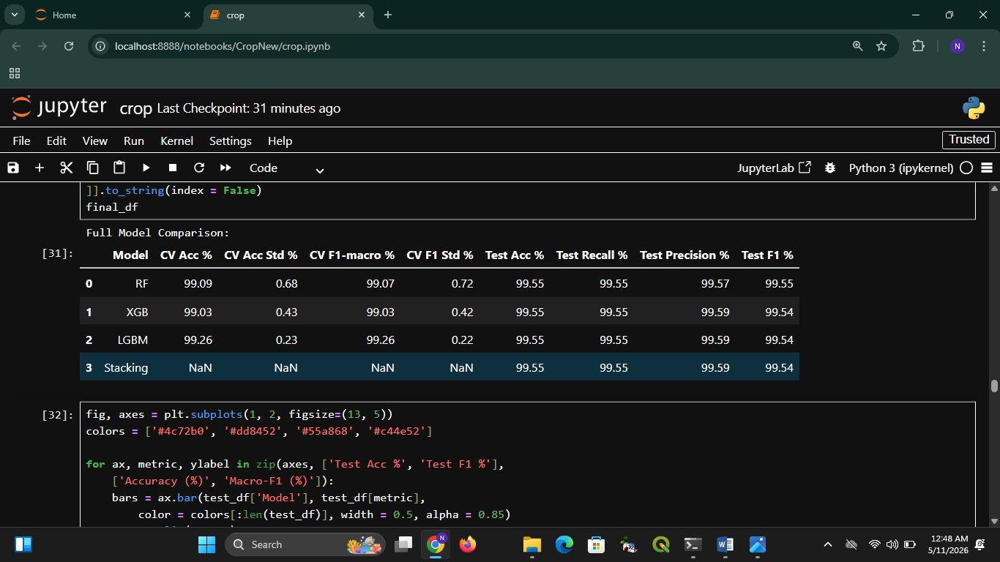 Home
crop
localhost:8888/notebooks/CropNew/crop.ipynb
N
jupyter crop Last Checkpoint: 31 minutes ago
File Edit View Run Kernel Settings Help
Trusted
Code
JupyterLab
Python 3 (ipykernel)
]].to_string(index = False)
final_df
Full Model Comparison:
[31]:
Model CV Acc % CV Acc Std % CV F1-macro % CV F1 Std % Test Acc % Test Recall % Test Precision % Test F1 %
0 RF 99.09 0.68 99.07 0.72 99.55 99.55 99.57 99.55
1 XGB 99.03 0.43 99.03 0.42 99.55 99.55 99.59 99.54
2 LGBM 99.26 0.23 99.26 0.22 99.55 99.55 99.59 99.54
3 Stacking NaN NaN NaN NaN 99.55 99.55 99.59 99.54
[32]:
fig, axes = plt.subplots(1, 2, figsize=(13, 5))
colors = ['#4c72b0', '#dd8452', '#55a868', '#c44e52']
for ax, metric, ylabel in zip(axes, ['Test Acc %', 'Test F1 %'],
['Accuracy (%)', 'Macro-F1 (%)']):
bars = ax.bar(test_df['Model'], test_df[metric],
color = colors[:len(test_df)], width = 0.5, alpha = 0.85)
Search
N
12:48 AM
5/11/2026